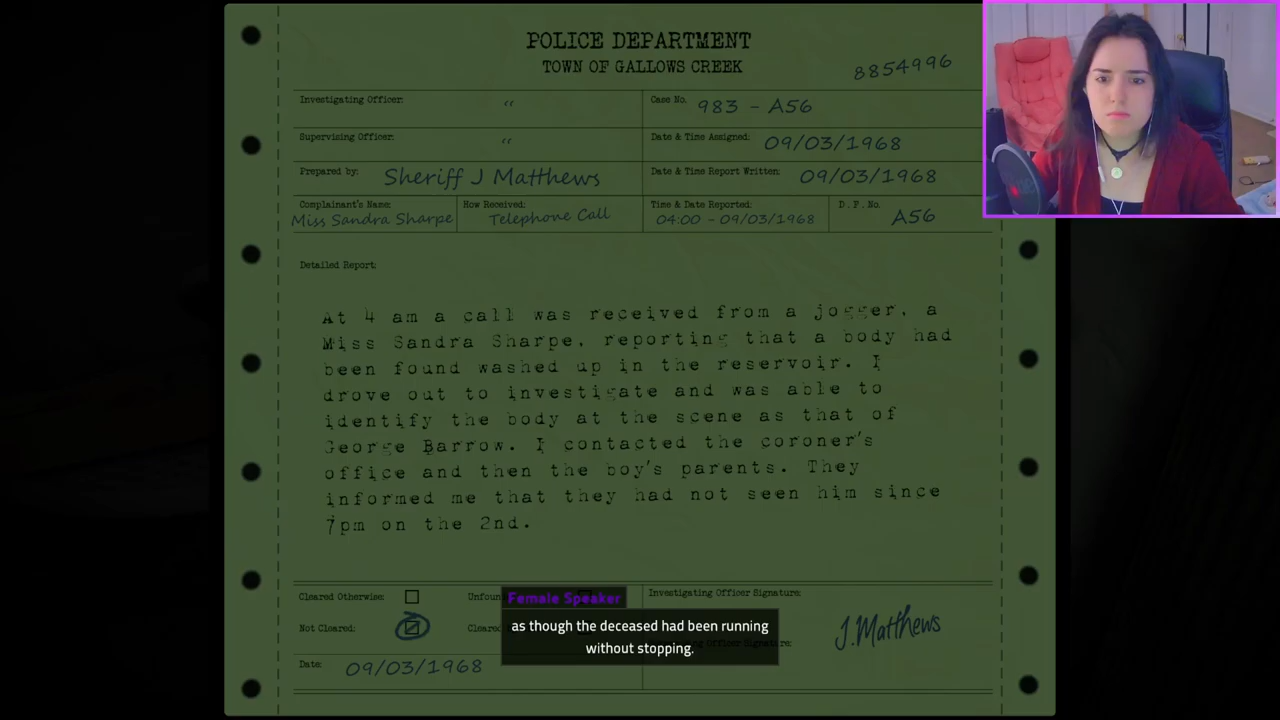 POLICE DEPARTMENT
TOWN OF GALLOWS CREEK
8854996
Investigating Officer: "
Case No. 983 - A56
Supervising Officer: "
Date & Time Assigned: 09/03/1968
Prepared by: Sheriff J Matthews
Date & Time Report Written: 09/03/1968
Complainant's Name: Miss Sandra Sharpe
How Received: Telephone Call
Time & Date Reported: 04:00 - 09/03/1968
D.F.No. A56
Detailed Report:
At 4 am a call was received from a jogger, a
Miss Sandra Sharpe, reporting that a body had
been found washed up in the reservoir. I
drove out to investigate and was able to
identify the body at the scene as that of
George Barrow. I contacted the coroner's
office and then the boy's parents. They
informed me that they had not seen him since
7pm on the 2nd.
Cleared Otherwise:
Investigating Officer Signature:
Not Cleared:
J.Matthews
Date: 09/03/1968
Female Speaker
as though the deceased had been running
without stopping.